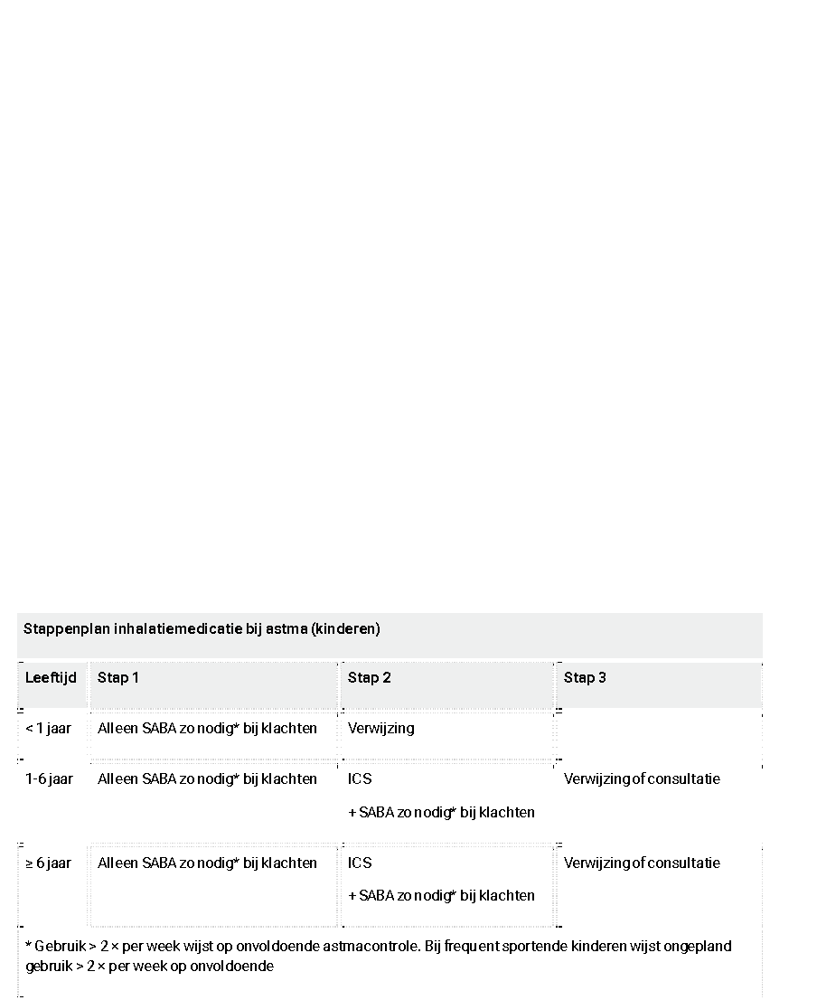 Stappenplan inhalatiemedicatie bij astma (kinderen)
Leeftijd Stap 1 Stap 2 Stap 3
< 1 jaar Alleen SABA zo nodig* bij klachten Verwijzing
1-6 jaar Alleen SABA zo nodig* bij klachten ICS Verwijzing of consultatie
+ SABA zo nodig* bij klachten
≥ 6 jaar Alleen SABA zo nodig* bij klachten ICS Verwijzing of consultatie
+ SABA zo nodig* bij klachten
* Gebruik > 2 × per week wijst op onvoldoende astmacontrole. Bij frequent sportende kinderen wijst ongepland
gebruik > 2 × per week op onvoldoende